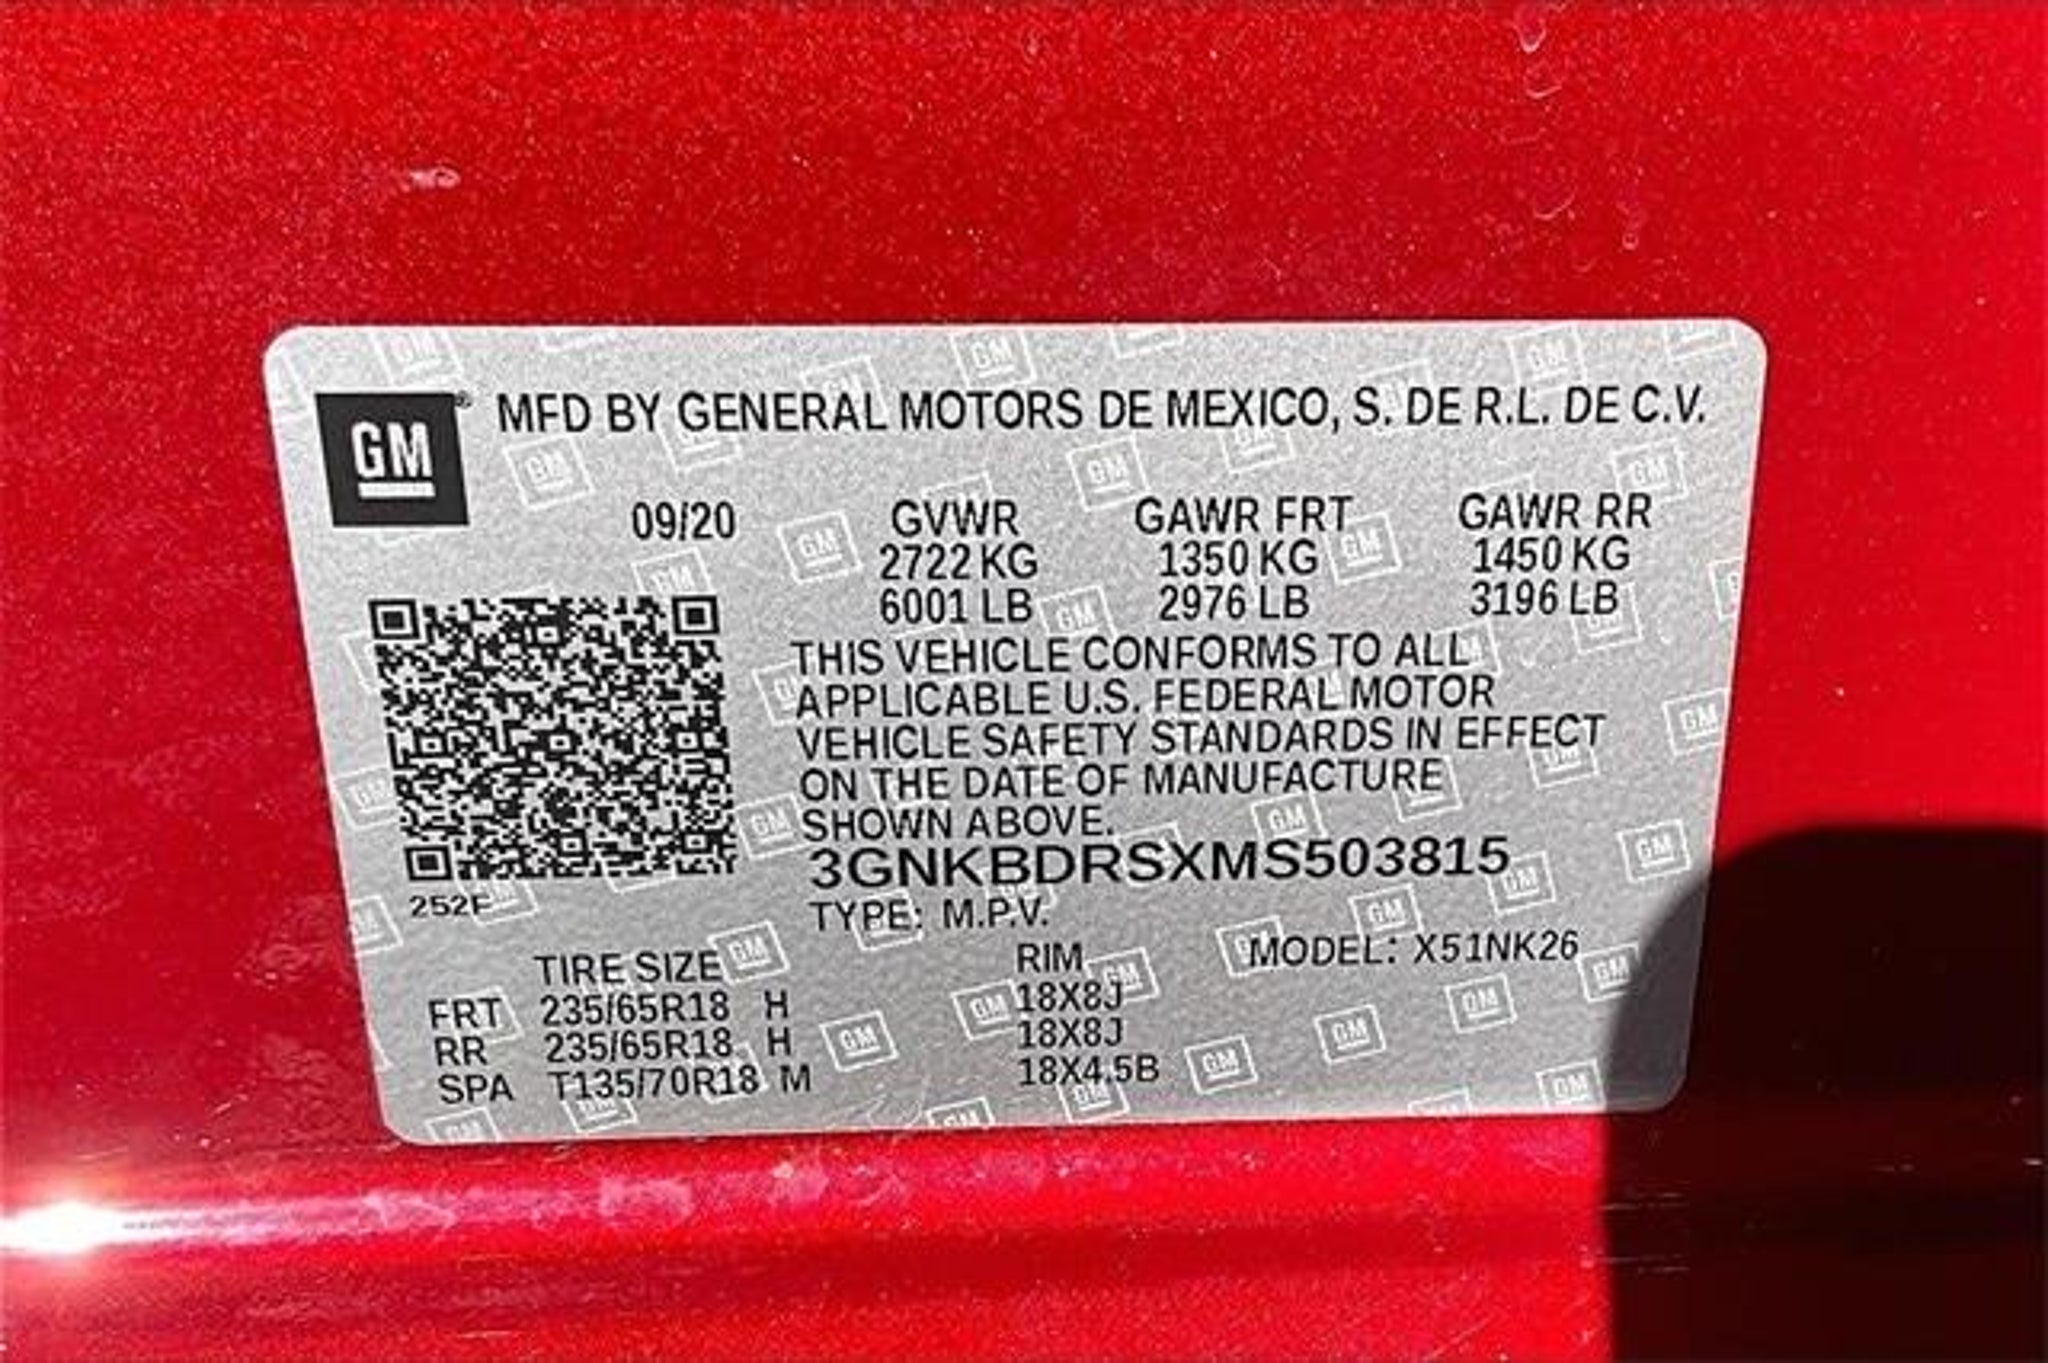 GM® MFD BY GENERAL MOTORS DE MEXICO, S. DE R.L. DE C.V.
09/20 GVWR GAWR FRT GAWR RR
2722 KG 1350 KG 1450 KG
6001 LB 2976 LB 3196 LB
THIS VEHICLE CONFORMS TO ALL
APPLICABLE U.S. FEDERAL MOTOR
VEHICLE SAFETY STANDARDS IN EFFECT
ON THE DATE OF MANUFACTURE
SHOWN ABOVE.
3GNKBDRSXMS503815
252F
TYPE: M.P.V.
MODEL: X51NK26
TIRE SIZE RIM
FRT 235/65R18 H 18X8J
RR 235/65R18 H 18X8J
SPA T135/70R18 M 18X4.5B